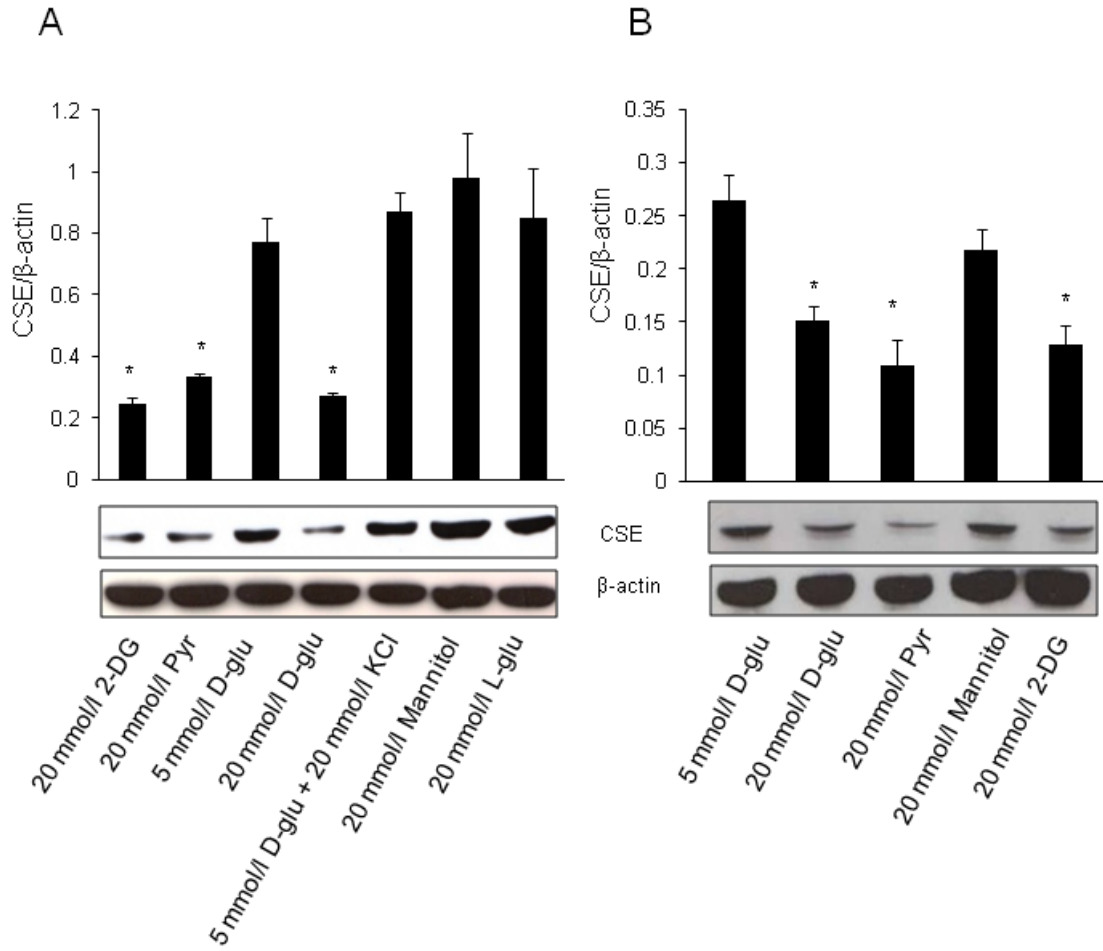 A
1.2
1
0.8
0.6
0.4
0.2
0
CSE/β-actin
*
*
*
20 mmol/l 2-DG
20 mmol/l Pyr
5 mmol/l D-glu
20 mmol/l D-glu
5 mmol/l D-glu + 20 mmol/l KCl
20 mmol/l Mannitol
20 mmol/l L-glu
B
0.35
0.3
0.25
0.2
0.15
0.1
0.05
0
CSE/β-actin
*
*
*
CSE
β-actin
5 mmol/l D-glu
20 mmol/l D-glu
20 mmol/l Pyr
20 mmol/l Mannitol
20 mmol/l 2-DG